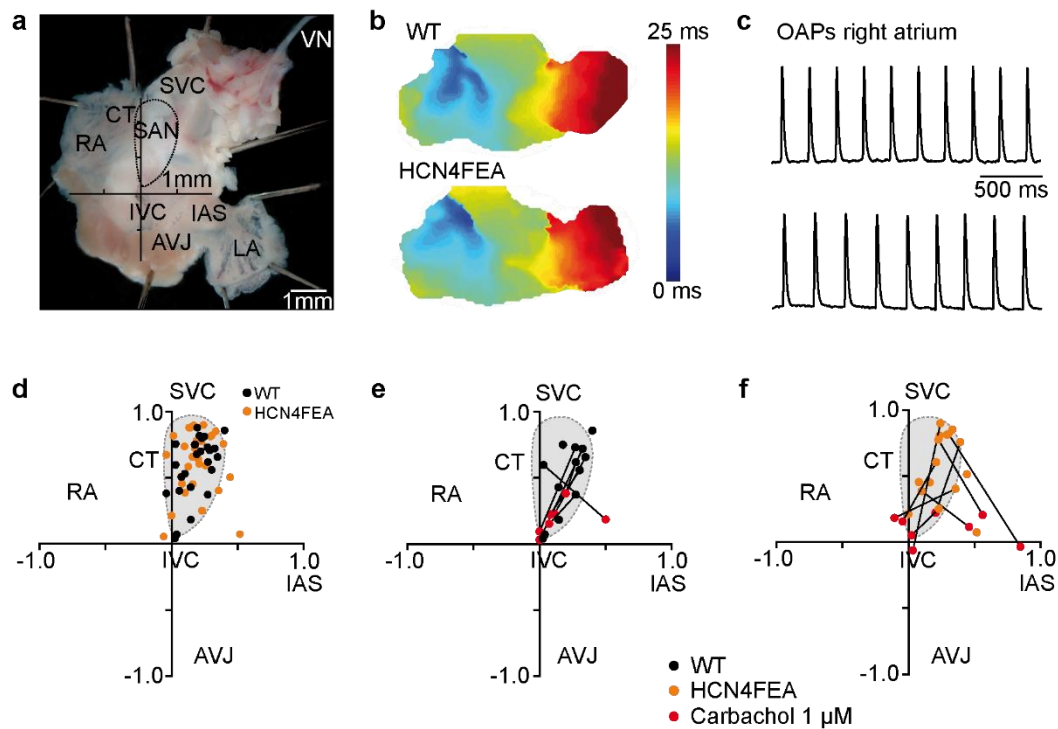 a
VN
SVC
CT
SAN
RA
1mm
IVC
IAS
AVJ
LA
1mm
b
WT
25 ms
HCN4FEA
0 ms
c
OAPs right atrium
500 ms
d
SVC
WT
HCN4FEA
1.0
CT
RA
-1.0
IVC
1.0
IAS
AVJ
-1.0
e
SVC
1.0
CT
RA
-1.0
IVC
1.0
IAS
AVJ
-1.0
f
SVC
1.0
CT
RA
-1.0
IVC
1.0
IAS
AVJ
-1.0
WT
HCN4FEA
Carbachol 1 µM